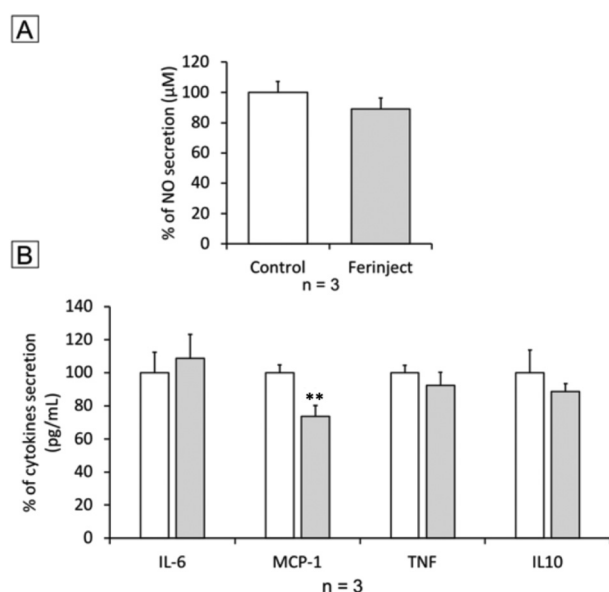 A
% of NO secretion (µM)
120
100
80
60
40
20
0
Control Ferinject
n = 3
B
% of cytokines secretion
(pg/mL)
140
120
100
80
60
40
20
0
**
IL-6 MCP-1 TNF IL10
n = 3